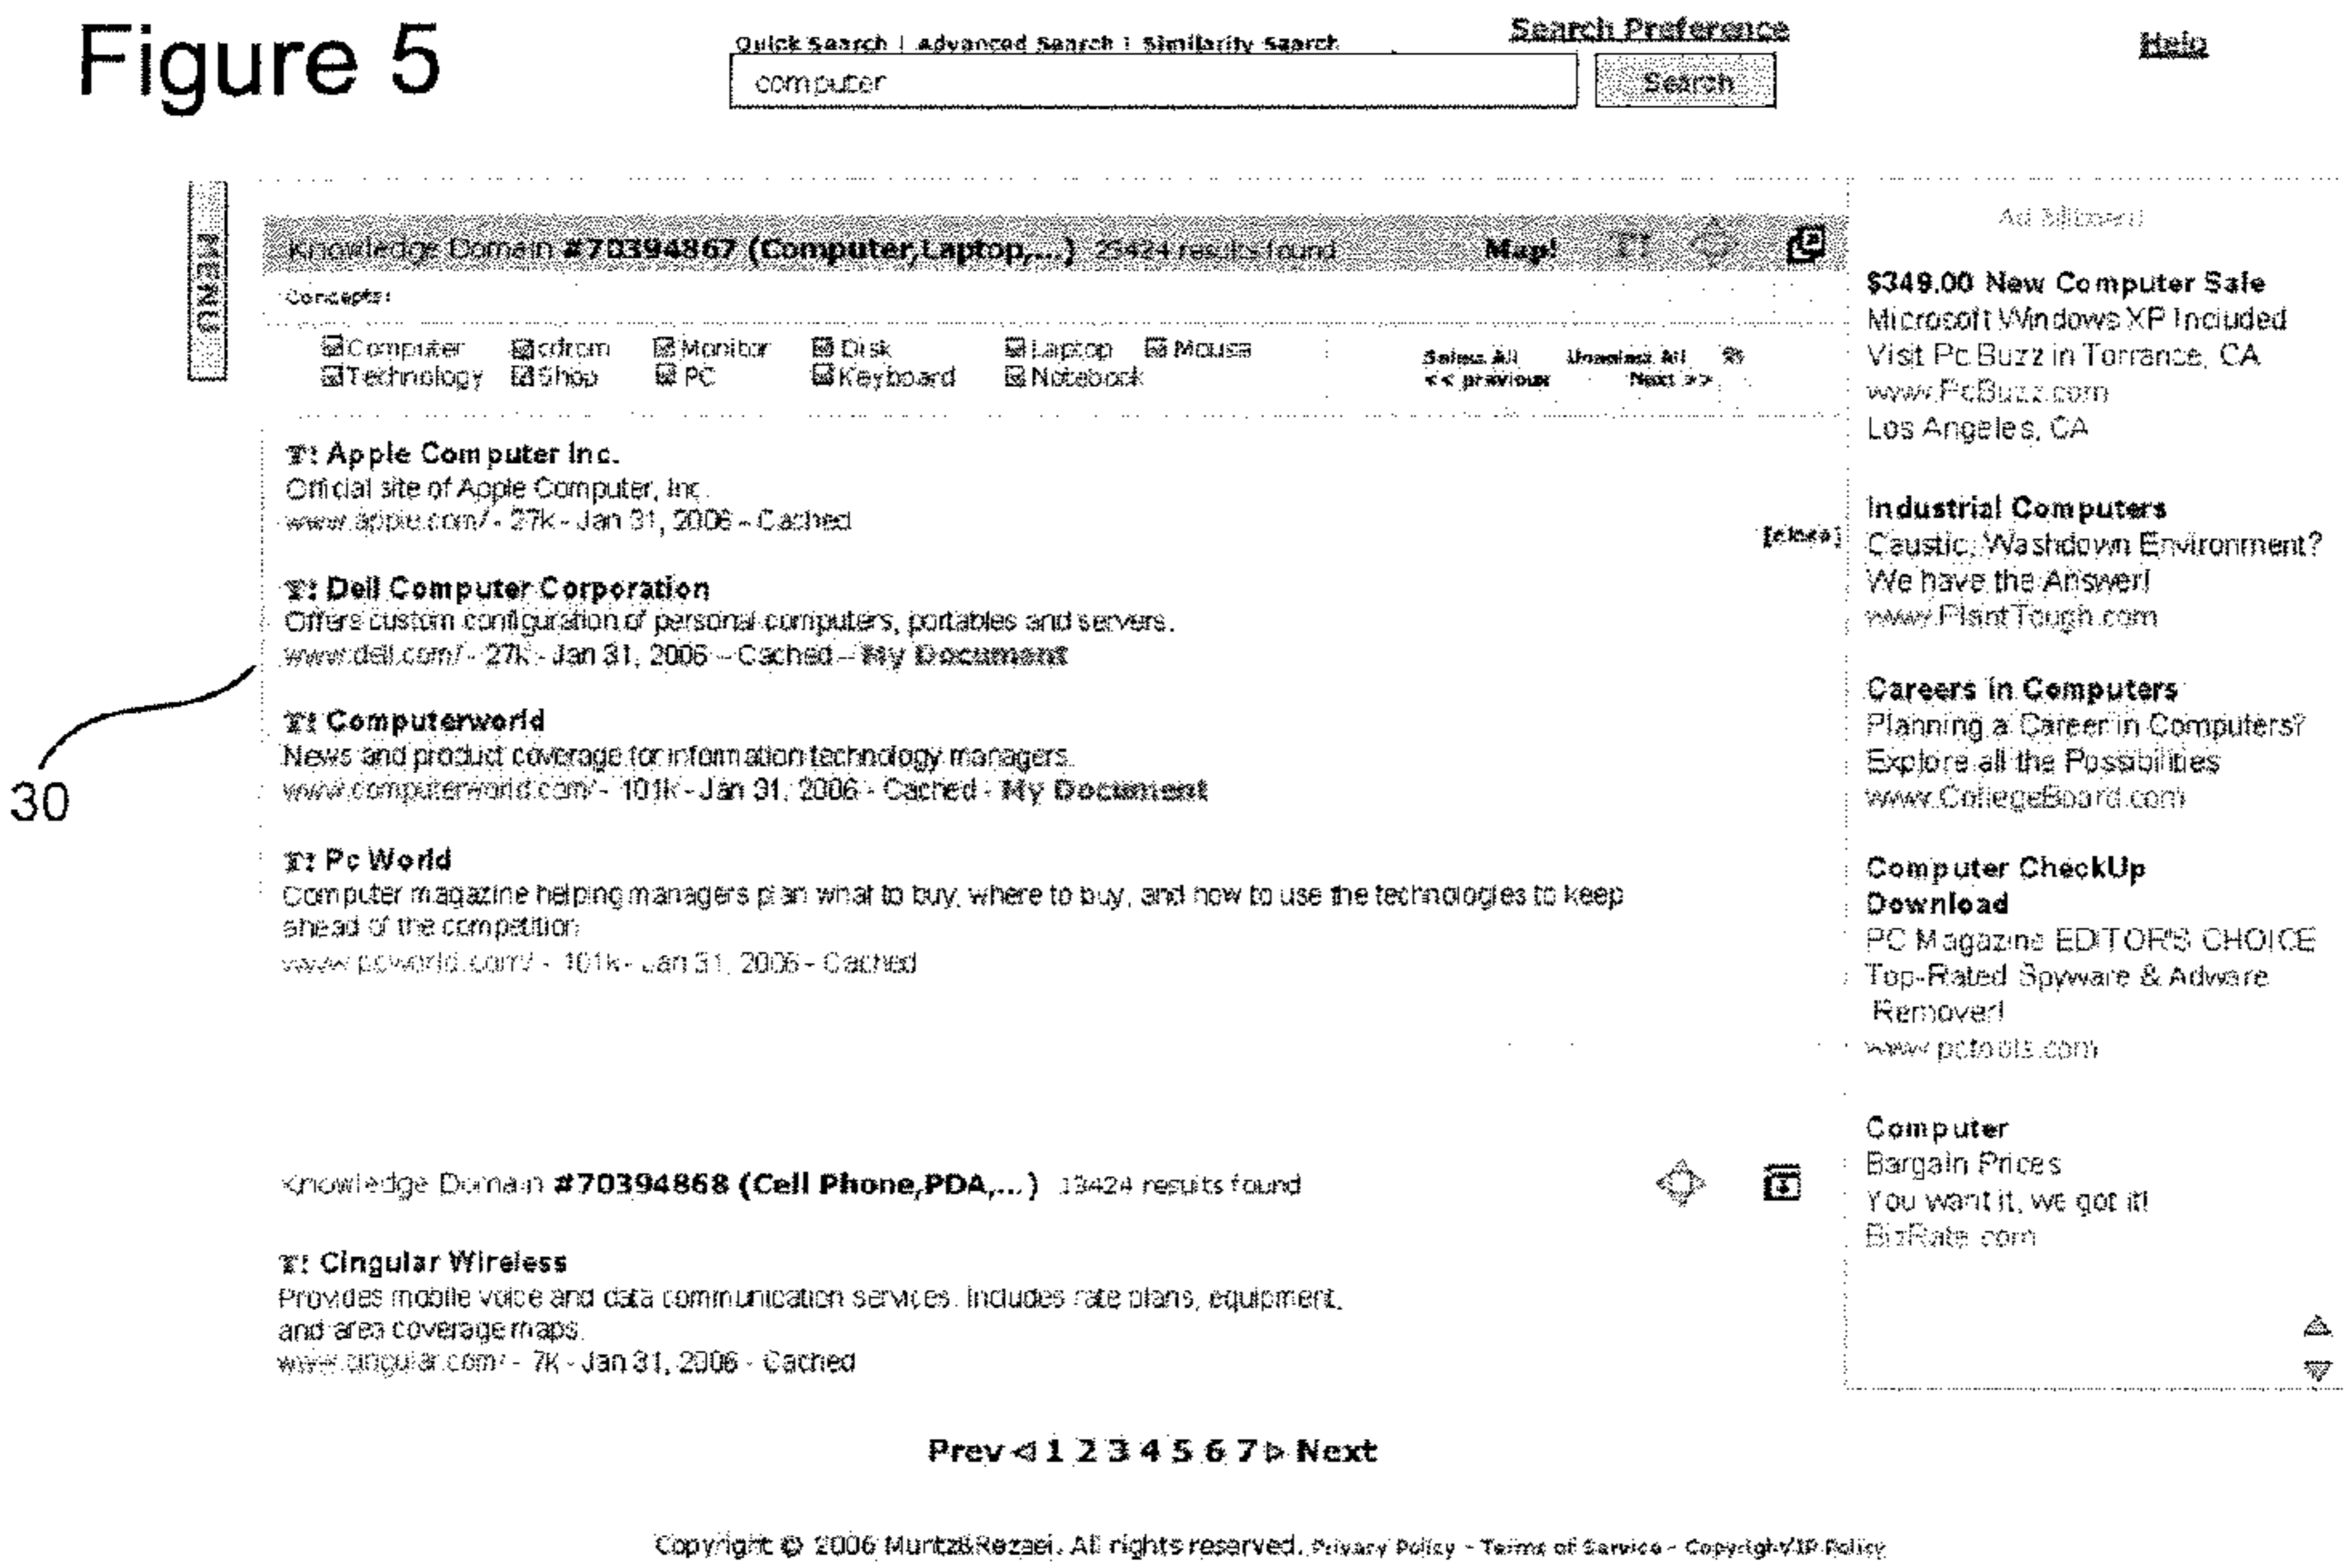 Figure 5
Quick Search | Advanced Search | Similarity Search
Search Preference
Help
computer
Search
MENU
Knowledge Domain #70394867 (Computer,Laptop,...) results found Map! T!
Concepts:
Computer cdrom Monitor Disk Laptop Mouse
Technology Shop PC Keyboard Notebook
Select All Unselect All
<< previous Next >>
T! Apple Computer Inc.
Official site of Apple Computer, Inc.
www.apple.com/ - 27k - Jan 31, 2006 - Cached
[close]
T! Dell Computer Corporation
Offers custom configuration of personal computers, portables and servers.
www.dell.com/ - 27k - Jan 31, 2006 - Cached - My Document
T! Computerworld
News and product coverage for information technology managers.
www.computerworld.com/ - 101k - Jan 31, 2006 - Cached - My Document
T! Pc World
Computer magazine helping managers plan what to buy, where to buy, and how to use the technologies to keep
ahead of the competition
www.pcworld.com/ - 101k - Jan 31, 2006 - Cached
30
Knowledge Domain #70394868 (Cell Phone,PDA,...) 13424 results found
T! Cingular Wireless
Provides mobile voice and data communication services. Includes rate plans, equipment,
and area coverage maps.
www.cingular.com/ - 7k - Jan 31, 2006 - Cached
Ad Billboard
$349.00 New Computer Sale
Microsoft Windows XP Included
Visit Pc Buzz in Torrance, CA
www.PcBuzz.com
Los Angeles, CA
Industrial Computers
Caustic, Washdown Environment?
We have the Answer!
www.PlantTough.com
Careers in Computers
Planning a Career in Computers?
Explore all the Possibilities
www.CollegeBoard.com
Computer CheckUp
Download
PC Magazine EDITOR'S CHOICE
Top-Rated Spyware & Adware
Remover!
www.pctools.com
Computer
Bargain Prices
You want it, we got it!
BizRate.com
Prev 1 2 3 4 5 6 7 Next
Copyright © 2006 Muntz&Rezaei. All rights reserved. Privacy Policy - Terms of Service - Copyright/IP Policy